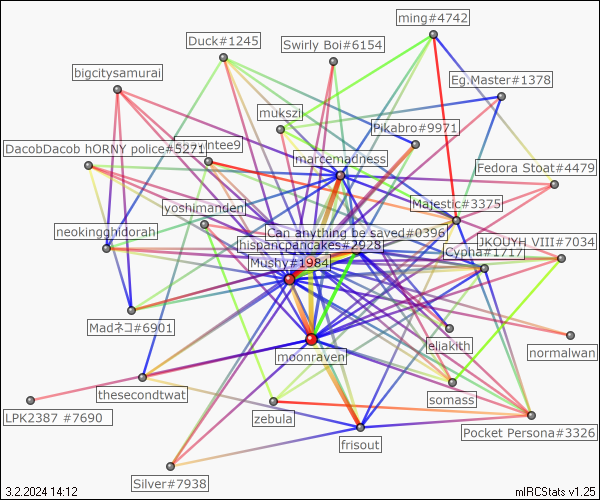 ming#4742
Duck#1245
Swirly Boi#6154
bigcitysamurai
Eg.Master#1378
mukszi
Pikabro#9971
ntee9
DacobDacob hORNY police#5271
marcemadness
Fedora Stoat#4479
yoshimanden
Majestic#3375
neokingghidorah
Can anything be saved#0396
hispancpancakes#2928
JKOUYH VIII#7034
Cypha#1717
Mushy#1984
Madネコ#6901
moonraven
eliakith
normalwan
thesecondtwat
somass
LPK2387 #7690
zebula
Pocket Persona#3326
frisout
Silver#7938
3.2.2024 14:12
mIRCStats v1.25